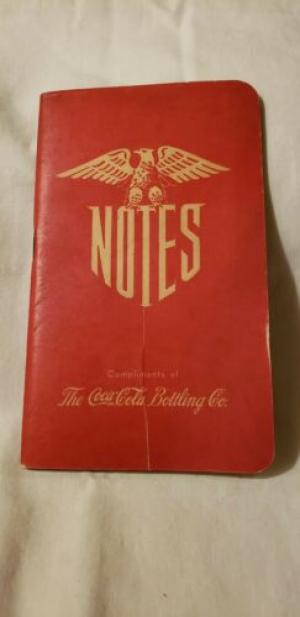 NOTES
Compliments of
The Coca-Cola Bottling Co.